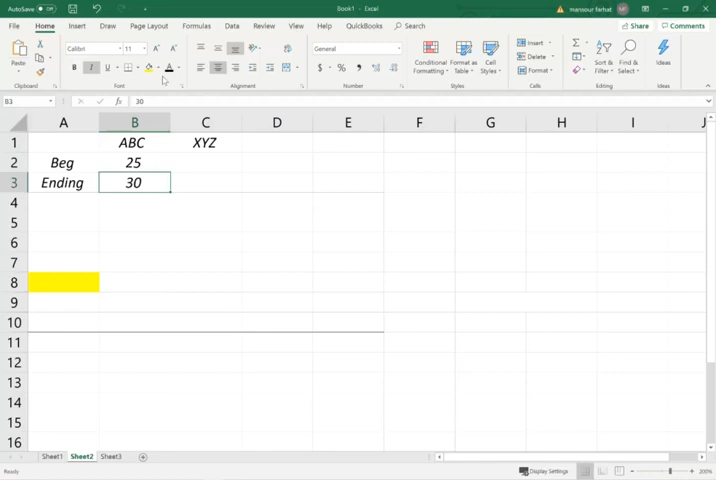 AutoSave
Book1 - Excel
mansour farhat
MF
File Home Insert Draw Page Layout Formulas Data Review View Help QuickBooks Search Share Comments
Paste
Calibri 11
B I U A
General
$ % ,
Conditional Formatting
Format as Table
Cell Styles
Insert
Delete
Format
Sort & Filter
Find & Select
Ideas
Clipboard Font Alignment Number Styles Cells Editing Ideas
B3 fx 30
A B C D E F G H I J
1 ABC XYZ
2 Beg 25
3 Ending 30
4
5
6
7
8
9
10
11
12
13
14
15
16
Sheet1 Sheet2 Sheet3
Ready Display Settings 200%